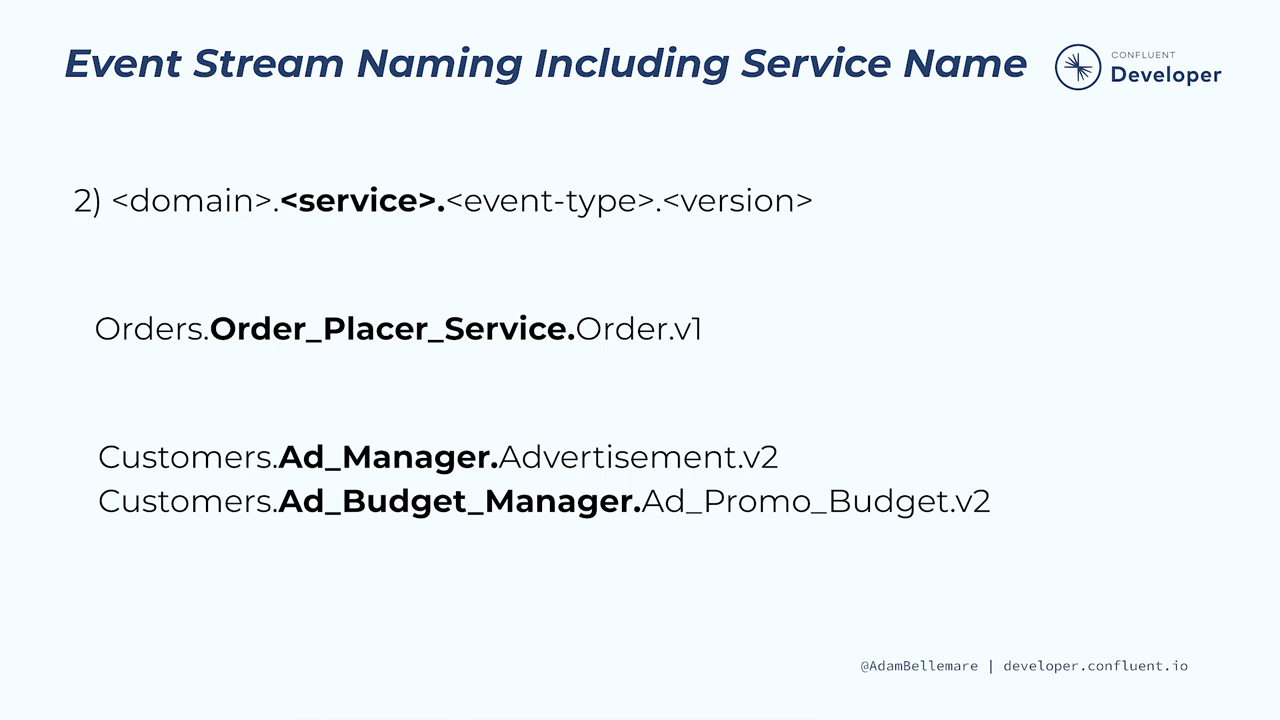 Event Stream Naming Including Service Name
CONFLUENT
Developer
2) <domain>.<service>.<event-type>.<version>
Orders.Order_Placer_Service.Order.v1
Customers.Ad_Manager.Advertisement.v2
Customers.Ad_Budget_Manager.Ad_Promo_Budget.v2
@AdamBellemare | developer.confluent.io